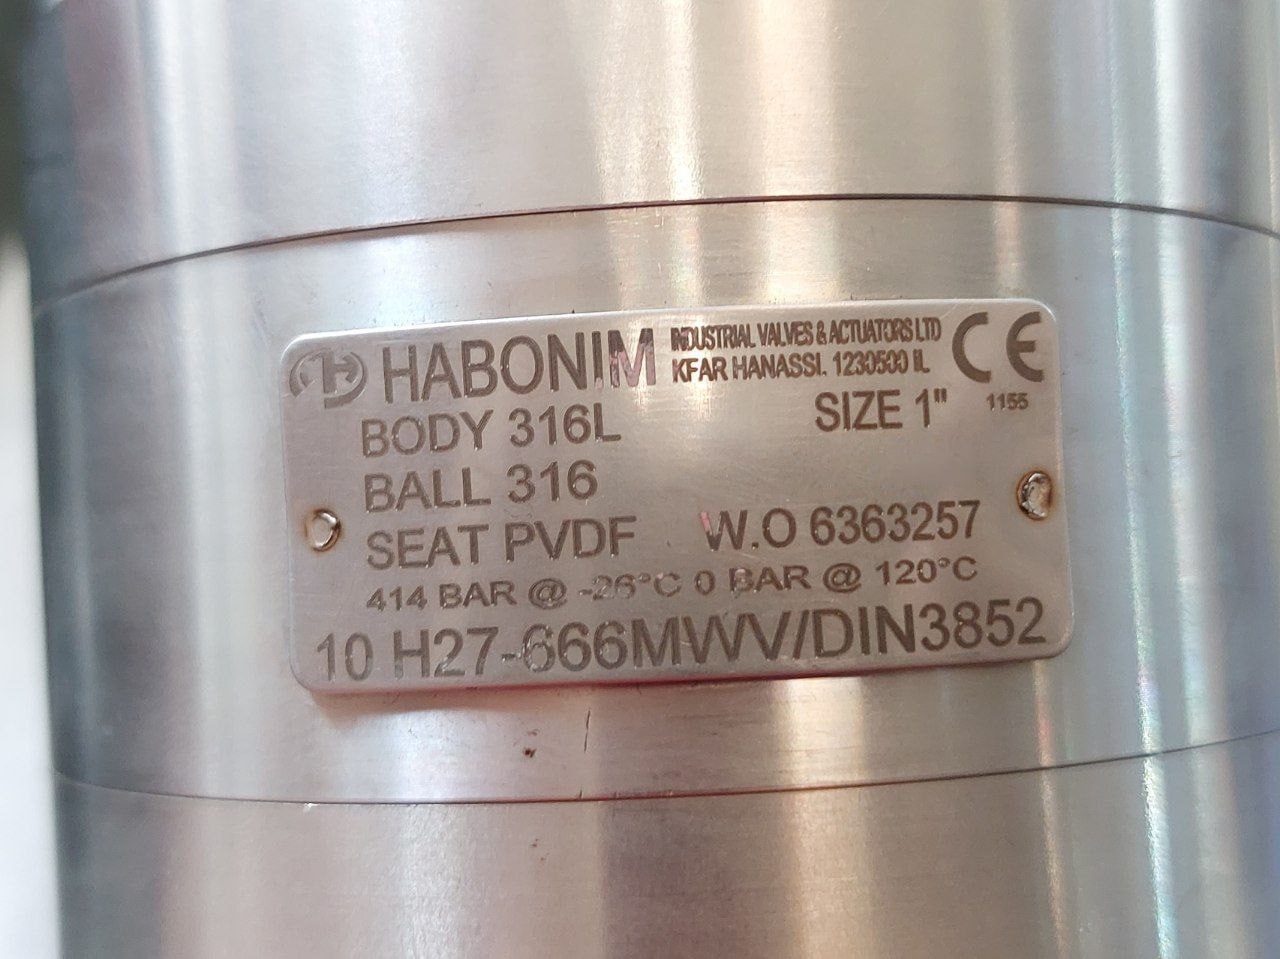 HABONIM INDUSTRIAL VALVES & ACTUATORS LTD
KFAR HANASSI. 1230500 IL
CE
BODY 316L SIZE 1" 1155
BALL 316
SEAT PVDF W.O 6363257
414 BAR @ -26°C 0 BAR @ 120°C
10 H27-666MWV/DIN3852